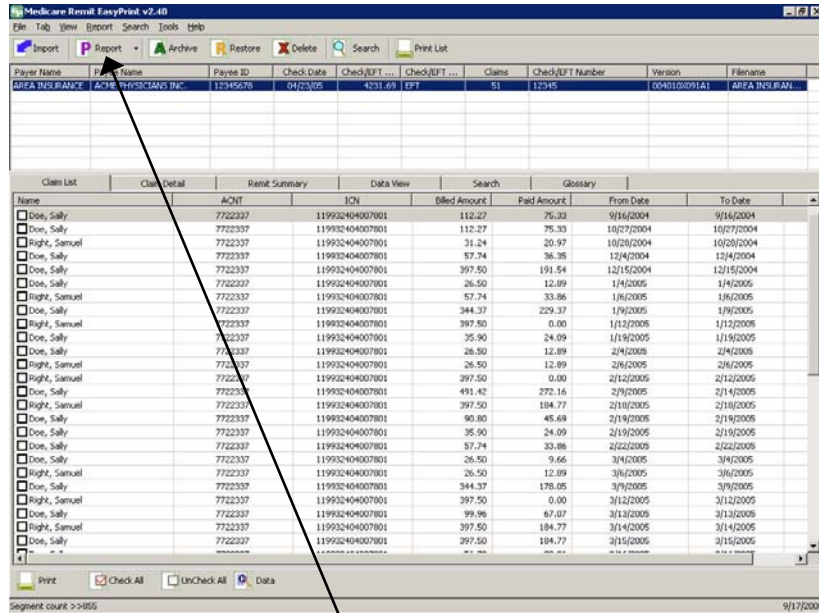 Medicare Remit EasyPrint v2.40
File Tab View Report Search Tools Help
Import Report Archive Restore Delete Search Print List
Payer Name Name Payee ID Check Date Check/EFT ... Check/EFT ... Claims Check/EFT Number Version Filename
AREA INSURANCE ACME PHYSICIANS INC. 12345678 04/23/05 4231.69 EFT 51 12345 004010X091A1 AREA INSURAN...
Claim List Claim Detail Remit Summary Data View Search Glossary
Name ACNT ICN Billed Amount Paid Amount From Date To Date
Doe, Sally 7722337 119932404007801 112.27 75.33 9/16/2004 9/16/2004
Doe, Sally 7722337 119932404007801 112.27 75.33 10/27/2004 10/27/2004
Right, Samuel 7722337 119932404007801 31.24 20.97 10/28/2004 10/28/2004
Doe, Sally 7722337 119932404007801 57.74 36.35 12/4/2004 12/4/2004
Doe, Sally 7722337 119932404007801 397.50 191.54 12/15/2004 12/15/2004
Doe, Sally 7722337 119932404007801 26.50 12.89 1/4/2005 1/4/2005
Right, Samuel 7722337 119932404007801 57.74 33.86 1/6/2005 1/6/2005
Doe, Sally 7722337 119932404007801 344.37 229.37 1/9/2005 1/9/2005
Right, Samuel 7722337 119932404007801 397.50 0.00 1/12/2005 1/12/2005
Doe, Sally 7722337 119932404007801 35.90 24.09 1/19/2005 1/19/2005
Doe, Sally 7722337 119932404007801 26.50 12.89 2/4/2005 2/4/2005
Right, Samuel 7722337 119932404007801 26.50 12.89 2/6/2005 2/6/2005
Right, Samuel 7722337 119932404007801 397.50 0.00 2/12/2005 2/12/2005
Doe, Sally 7722337 119932404007801 491.42 272.16 2/9/2005 2/14/2005
Right, Samuel 7722337 119932404007801 397.50 184.77 2/18/2005 2/18/2005
Doe, Sally 7722337 119932404007801 90.80 45.69 2/19/2005 2/19/2005
Doe, Sally 7722337 119932404007801 35.90 24.09 2/19/2005 2/19/2005
Doe, Sally 7722337 119932404007801 57.74 33.86 2/22/2005 2/22/2005
Doe, Sally 7722337 119932404007801 26.50 9.66 3/4/2005 3/4/2005
Right, Samuel 7722337 119932404007801 26.50 12.89 3/6/2005 3/6/2005
Doe, Sally 7722337 119932404007801 344.37 178.05 3/9/2005 3/9/2005
Right, Samuel 7722337 119932404007801 397.50 0.00 3/12/2005 3/12/2005
Doe, Sally 7722337 119932404007801 99.96 67.07 3/13/2005 3/13/2005
Right, Samuel 7722337 119932404007801 397.50 184.77 3/14/2005 3/14/2005
Doe, Sally 7722337 119932404007801 397.50 184.77 3/15/2005 3/15/2005
Print Check All UnCheck All Data
Segment count >>855 9/17/200